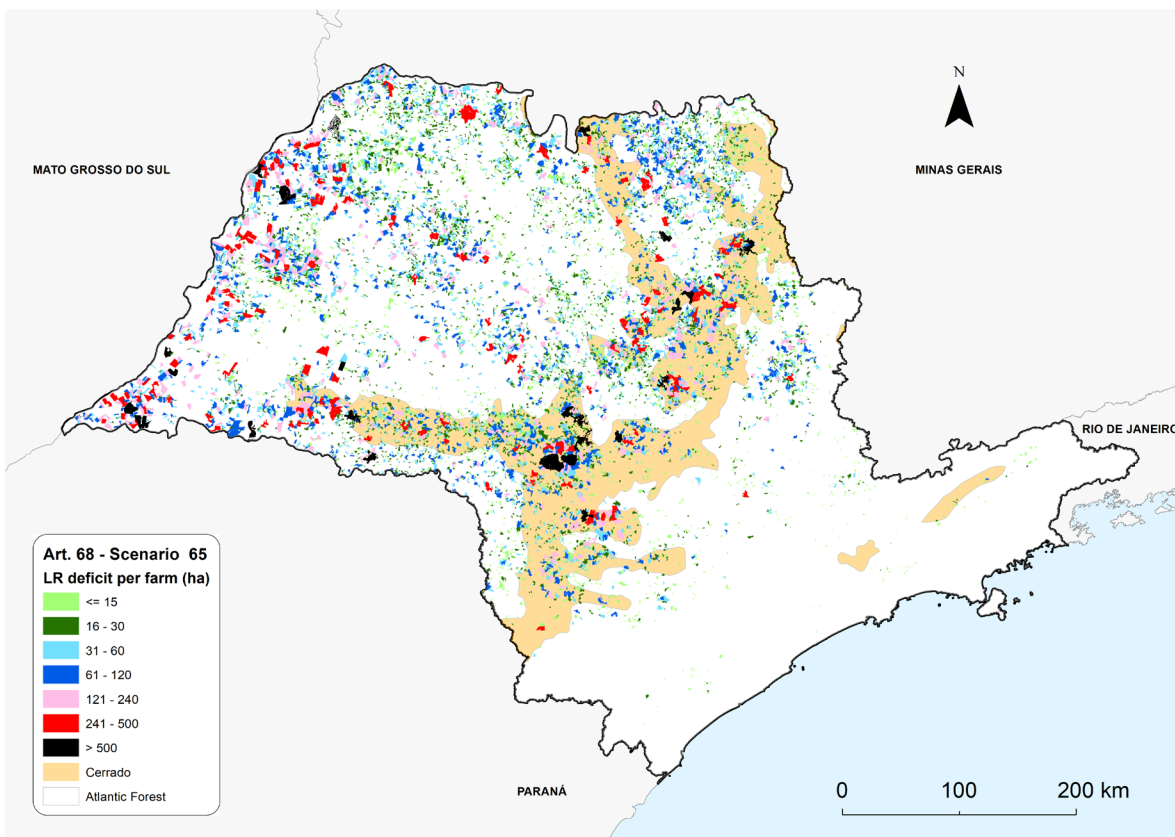 N
MATO GROSSO DO SUL
MINAS GERAIS
RIO DE JANEIRO
Art. 68 - Scenario 65
LR deficit per farm (ha)
<= 15
16 - 30
31 - 60
61 - 120
121 - 240
241 - 500
> 500
Cerrado
Atlantic Forest
PARANÁ
0 100 200 km